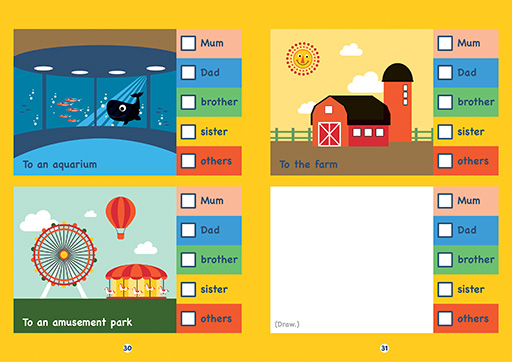 Mum
Dad
brother
sister
others
To an aquarium
Mum
Dad
brother
sister
others
To an amusement park
30
Mum
Dad
brother
sister
others
To the farm
Mum
Dad
brother
sister
others
(Draw.)
31